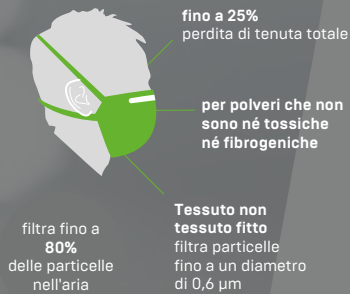 fino a 25%
perdita di tenuta totale
per polveri che non
sono né tossiche
né fibrogeniche
Tessuto non
tessuto fitto
filtra particelle
fino a un diametro
di 0,6 µm
filtra fino a
80%
delle particelle
nell'aria